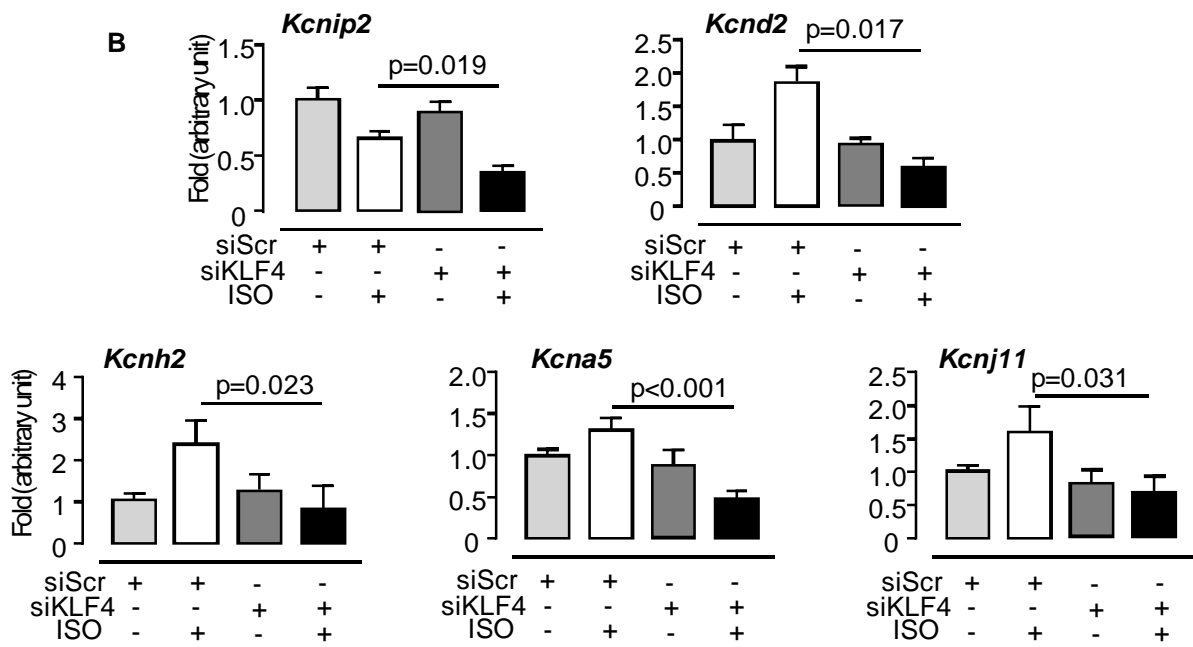 B
Kcnip2
Fold (arbitrary unit)
1.5
1.0
0.5
0
p=0.019
siScr + + - -
siKLF4 - - + +
ISO - + - +
Kcnd2
2.5
2.0
1.5
1.0
0.5
0
p=0.017
siScr + + - -
siKLF4 - - + +
ISO - + - +
Kcnh2
Fold (arbitrary unit)
4
3
2
1
0
p=0.023
siScr + + - -
siKLF4 - - + +
ISO - + - +
Kcna5
2.0
1.5
1.0
0.5
0
p<0.001
siScr + + - -
siKLF4 - - + +
ISO - + - +
Kcnj11
2.5
2.0
1.5
1.0
0.5
0
p=0.031
siScr + + - -
siKLF4 - - + +
ISO - + - +